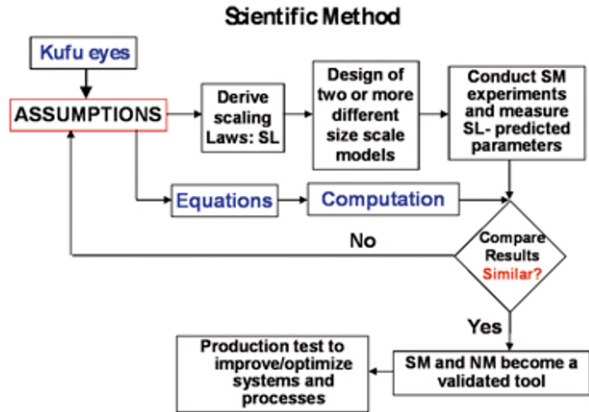 Scientific Method
Kufu eyes
ASSUMPTIONS
Derive
scaling
Laws: SL
Design of
two or more
different
size scale
models
Conduct SM
experiments
and measure
SL- predicted
parameters
Equations
Computation
No
Compare
Results
Similar?
Yes
Production test to
improve/optimize
systems and
processes
SM and NM become a
validated tool